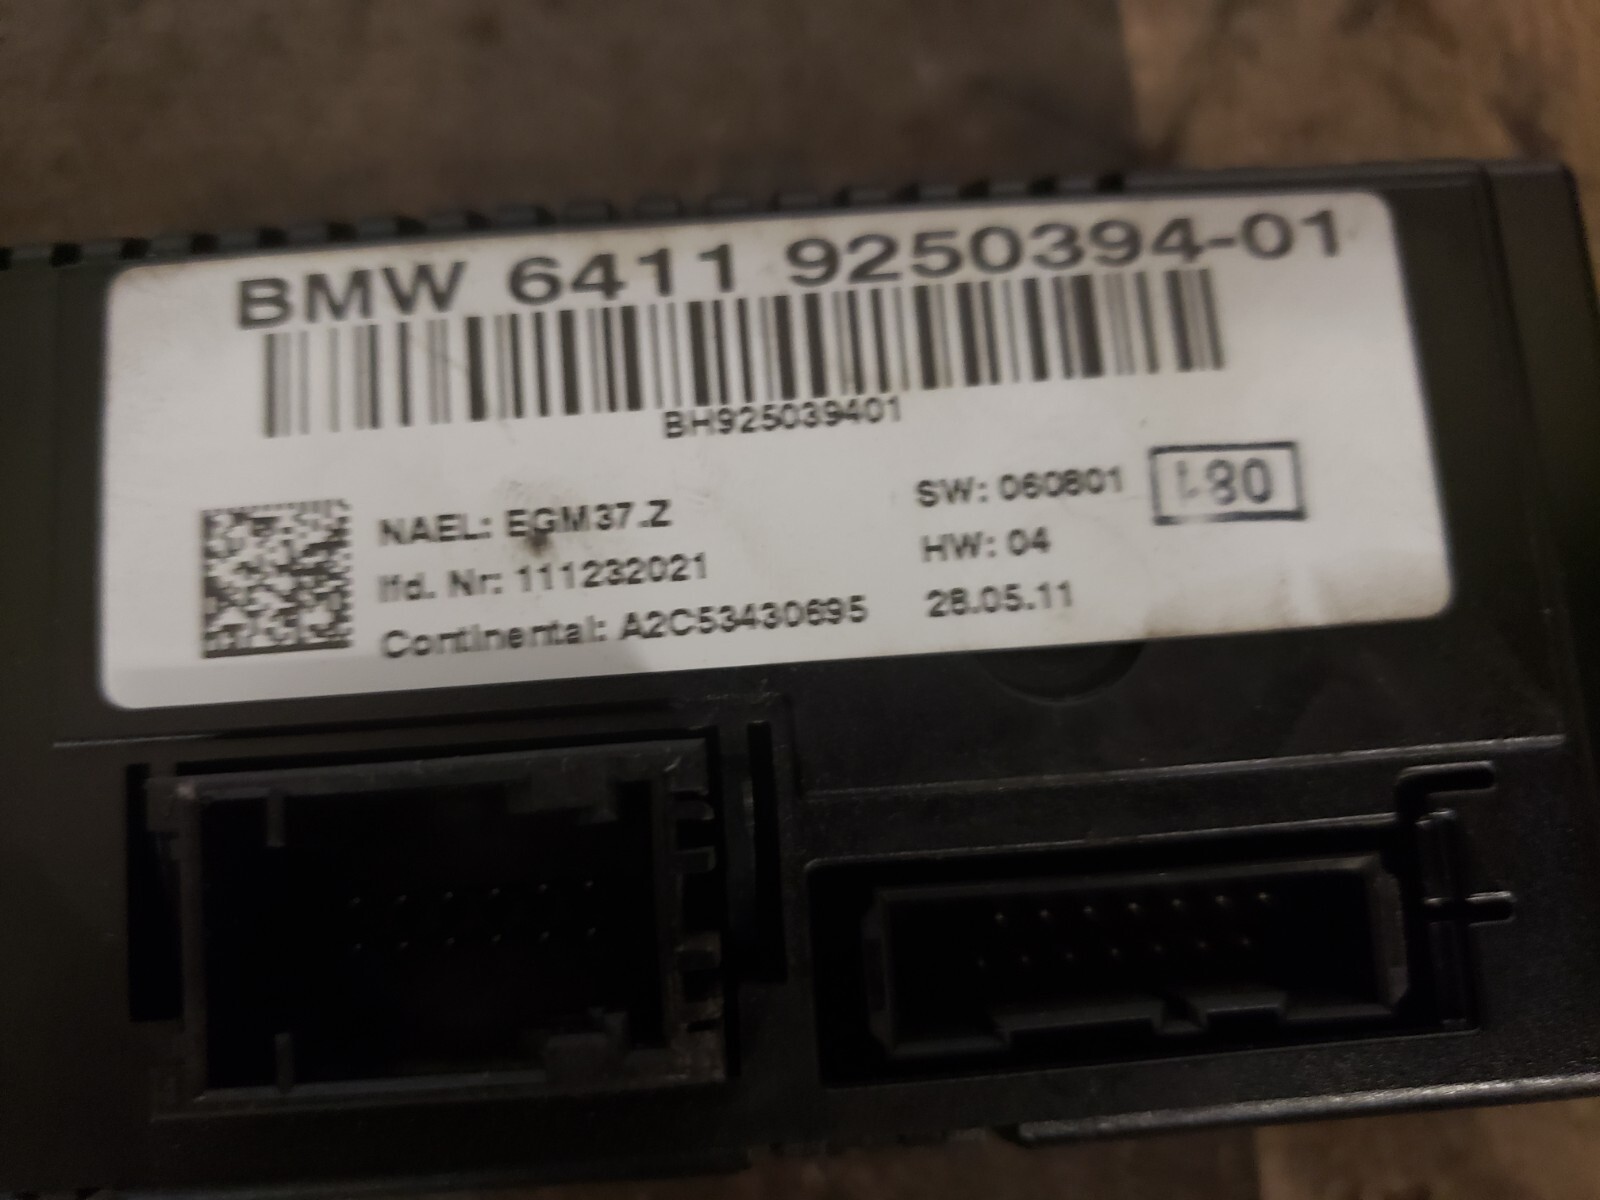 BMW 6411 9250394-01
BH925039401
NAEL: EGM37.Z
lfd. Nr: 111232021
Continental: A2C53430695
SW: 060801
HW: 04
28.05.11